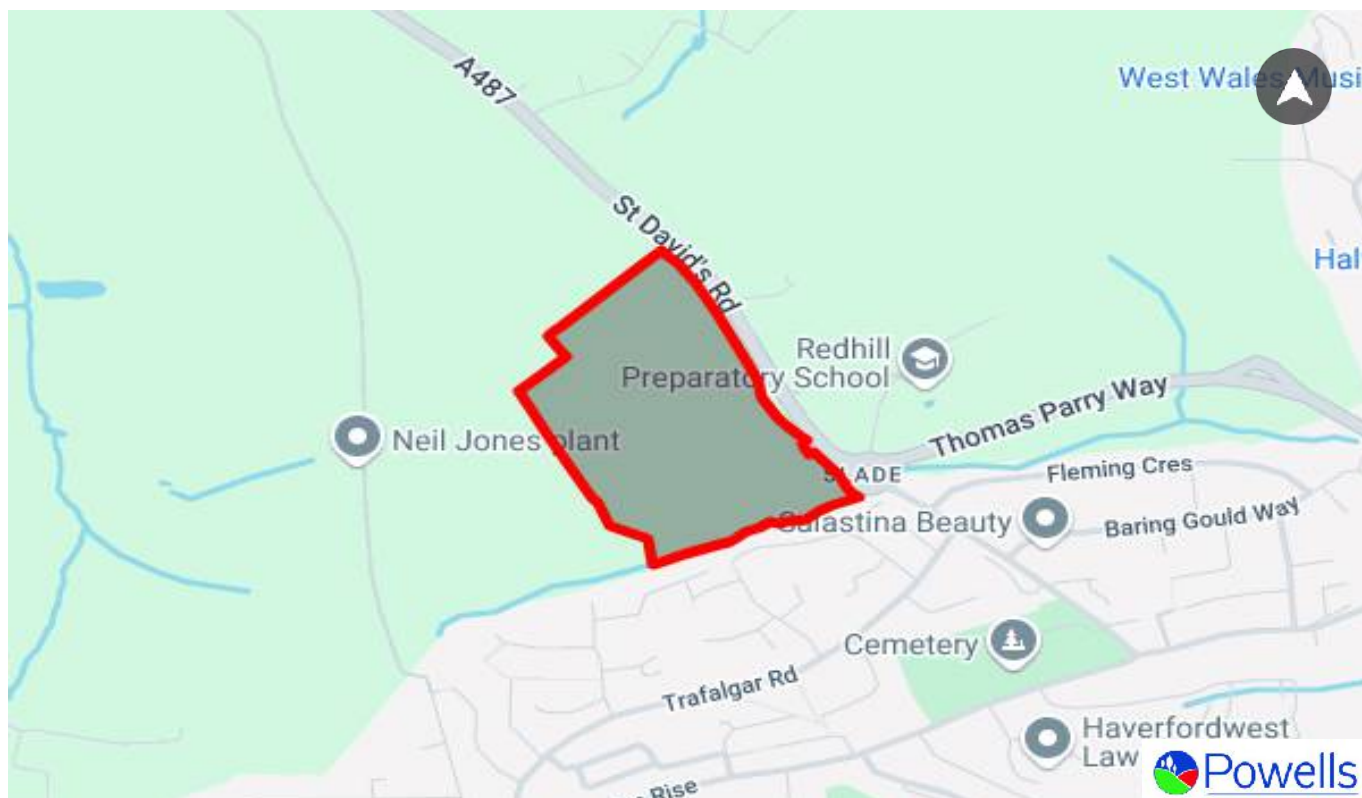 A487
West Wales Musi
St David's Rd
Hal
Redhill
Preparatory School
Thomas Parry Way
Neil Jones plant
SLADE
Fleming Cres
Salastina Beauty
Baring Gould Way
Cemetery
Trafalgar Rd
Haverfordwest
Law
Rise
Powells